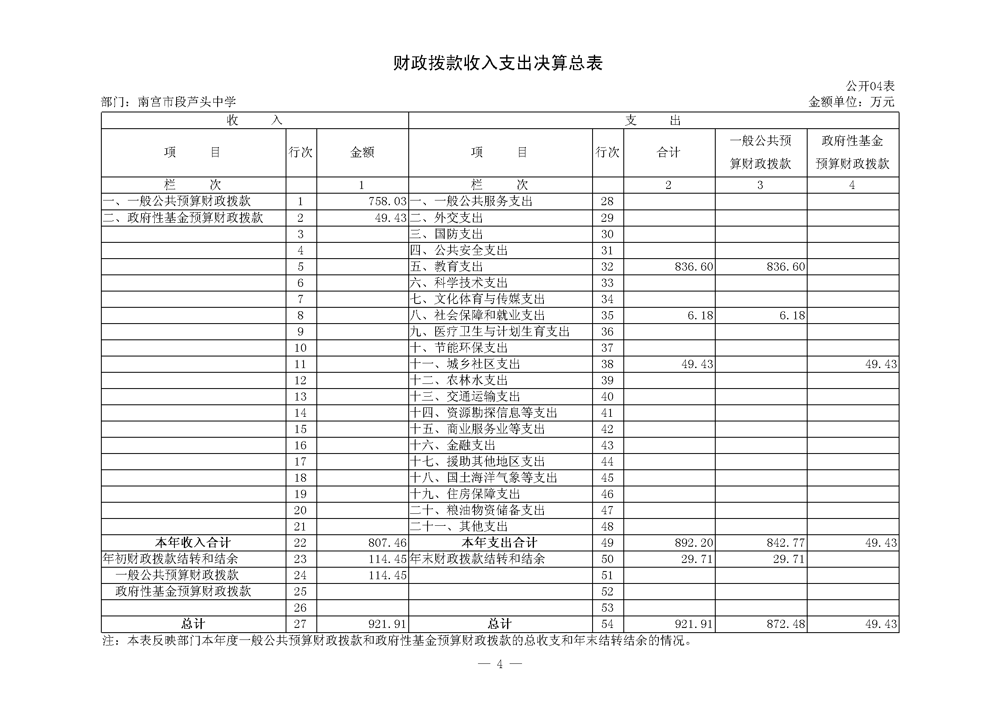 财政拨款收入支出决算总表
公开04表
部门：南宫市段芦头中学 金额单位：万元
收 入 支 出
项 目 行次 金额 项 目 行次 合计 一般公共预算财政拨款 政府性基金预算财政拨款
栏 次 1 栏 次 2 3 4
一、一般公共预算财政拨款 1 758.03 一、一般公共服务支出 28
二、政府性基金预算财政拨款 2 49.43 二、外交支出 29
3 三、国防支出 30
4 四、公共安全支出 31
5 五、教育支出 32 836.60 836.60
6 六、科学技术支出 33
7 七、文化体育与传媒支出 34
8 八、社会保障和就业支出 35 6.18 6.18
9 九、医疗卫生与计划生育支出 36
10 十、节能环保支出 37
11 十一、城乡社区支出 38 49.43 49.43
12 十二、农林水支出 39
13 十三、交通运输支出 40
14 十四、资源勘探信息等支出 41
15 十五、商业服务业等支出 42
16 十六、金融支出 43
17 十七、援助其他地区支出 44
18 十八、国土海洋气象等支出 45
19 十九、住房保障支出 46
20 二十、粮油物资储备支出 47
21 二十一、其他支出 48
本年收入合计 22 807.46 本年支出合计 49 892.20 842.77 49.43
年初财政拨款结转和结余 23 114.45 年末财政拨款结转和结余 50 29.71 29.71
一般公共预算财政拨款 24 114.45 51
政府性基金预算财政拨款 25 52
26 53
总计 27 921.91 总计 54 921.91 872.48 49.43
注：本表反映部门本年度一般公共预算财政拨款和政府性基金预算财政拨款的总收支和年末结转结余的情况。
— 4 —